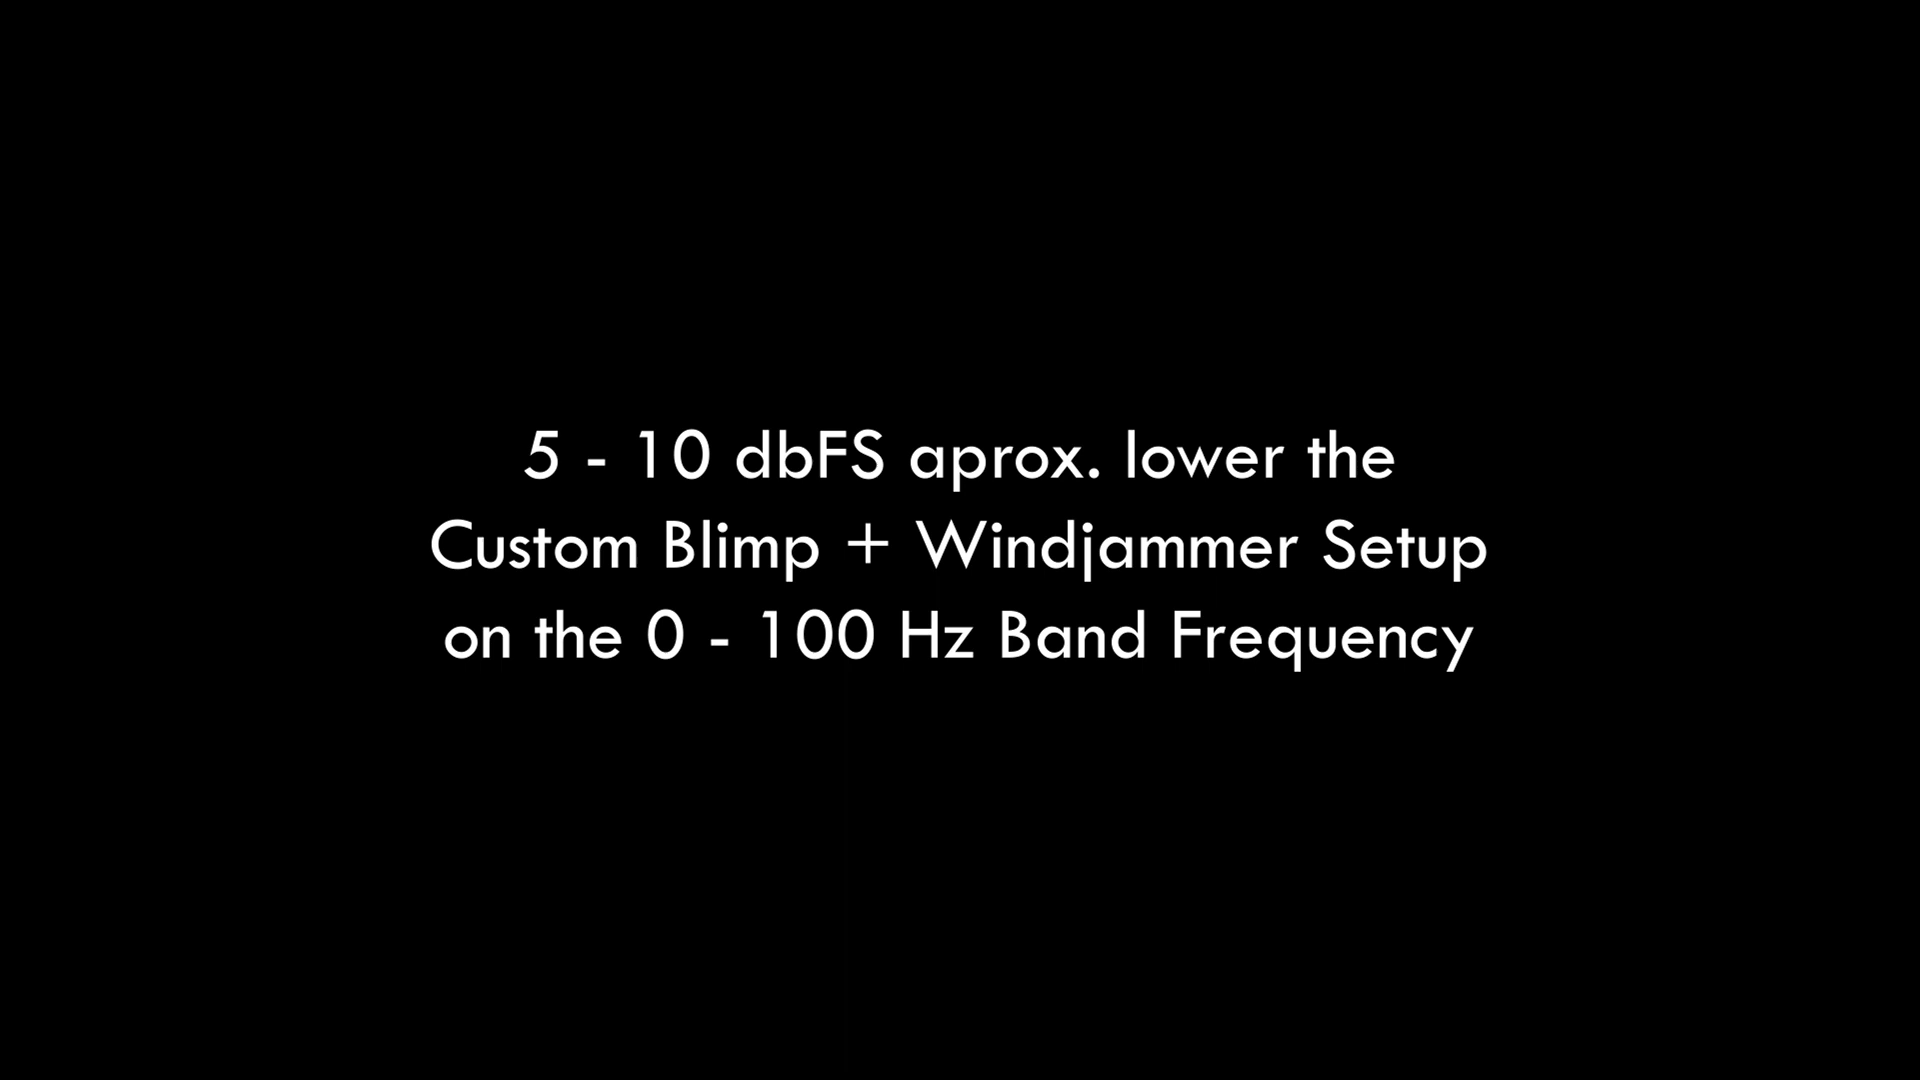 5 - 10 dbFS aprox. lower the
Custom Blimp + Windjammer Setup
on the 0 - 100 Hz Band Frequency